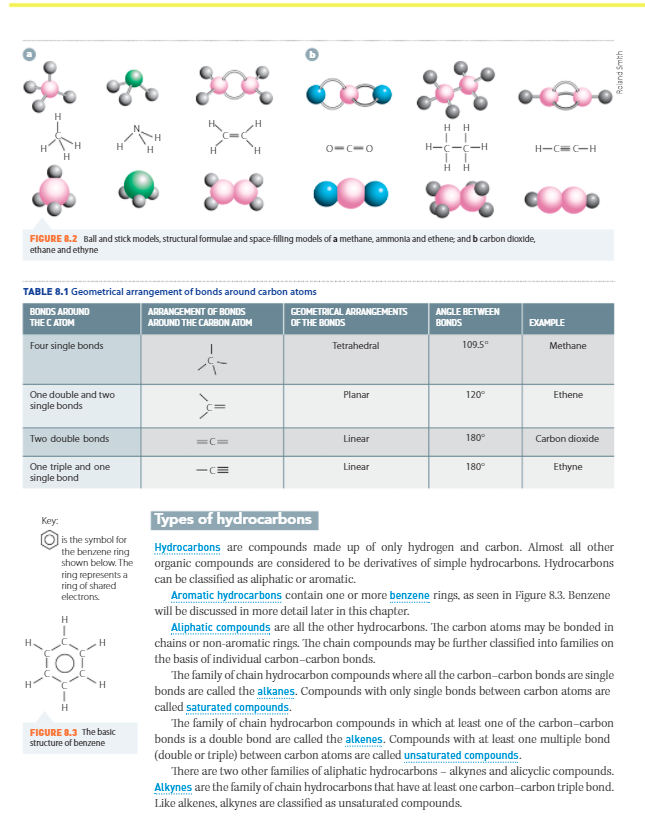 a
b
Roland Smith
H
C
H
H
H
N
H
H
H
H
H
C=C
H
H
O=C=O
H H
H–C–C–H
H H
H–C≡C–H
FIGURE 8.2 Ball and stick models, structural formulae and space-filling models of a methane, ammonia and ethene; and b carbon dioxide,
ethane and ethyne
TABLE 8.1 Geometrical arrangement of bonds around carbon atoms
BONDS AROUND
THE C ATOM
ARRANGEMENT OF BONDS
AROUND THE CARBON ATOM
GEOMETRICAL ARRANGEMENTS
OF THE BONDS
ANGLE BETWEEN
BONDS
EXAMPLE
Four single bonds
C
Tetrahedral
109.5°
Methane
One double and two
single bonds
C=
Planar
120°
Ethene
Two double bonds
=C=
Linear
180°
Carbon dioxide
One triple and one
single bond
–C≡
Linear
180°
Ethyne
Key:
is the symbol for
the benzene ring
shown below. The
ring represents a
ring of shared
electrons.
H
H C H
C C
C C
H C H
H
FIGURE 8.3 The basic
structure of benzene
Types of hydrocarbons
Hydrocarbons are compounds made up of only hydrogen and carbon. Almost all other
organic compounds are considered to be derivatives of simple hydrocarbons. Hydrocarbons
can be classified as aliphatic or aromatic.
Aromatic hydrocarbons contain one or more benzene rings, as seen in Figure 8.3. Benzene
will be discussed in more detail later in this chapter.
Aliphatic compounds are all the other hydrocarbons. The carbon atoms may be bonded in
chains or non-aromatic rings. The chain compounds may be further classified into families on
the basis of individual carbon–carbon bonds.
The family of chain hydrocarbon compounds where all the carbon–carbon bonds are single
bonds are called the alkanes. Compounds with only single bonds between carbon atoms are
called saturated compounds.
The family of chain hydrocarbon compounds in which at least one of the carbon–carbon
bonds is a double bond are called the alkenes. Compounds with at least one multiple bond
(double or triple) between carbon atoms are called unsaturated compounds.
There are two other families of aliphatic hydrocarbons – alkynes and alicyclic compounds.
Alkynes are the family of chain hydrocarbons that have at least one carbon–carbon triple bond.
Like alkenes, alkynes are classified as unsaturated compounds.